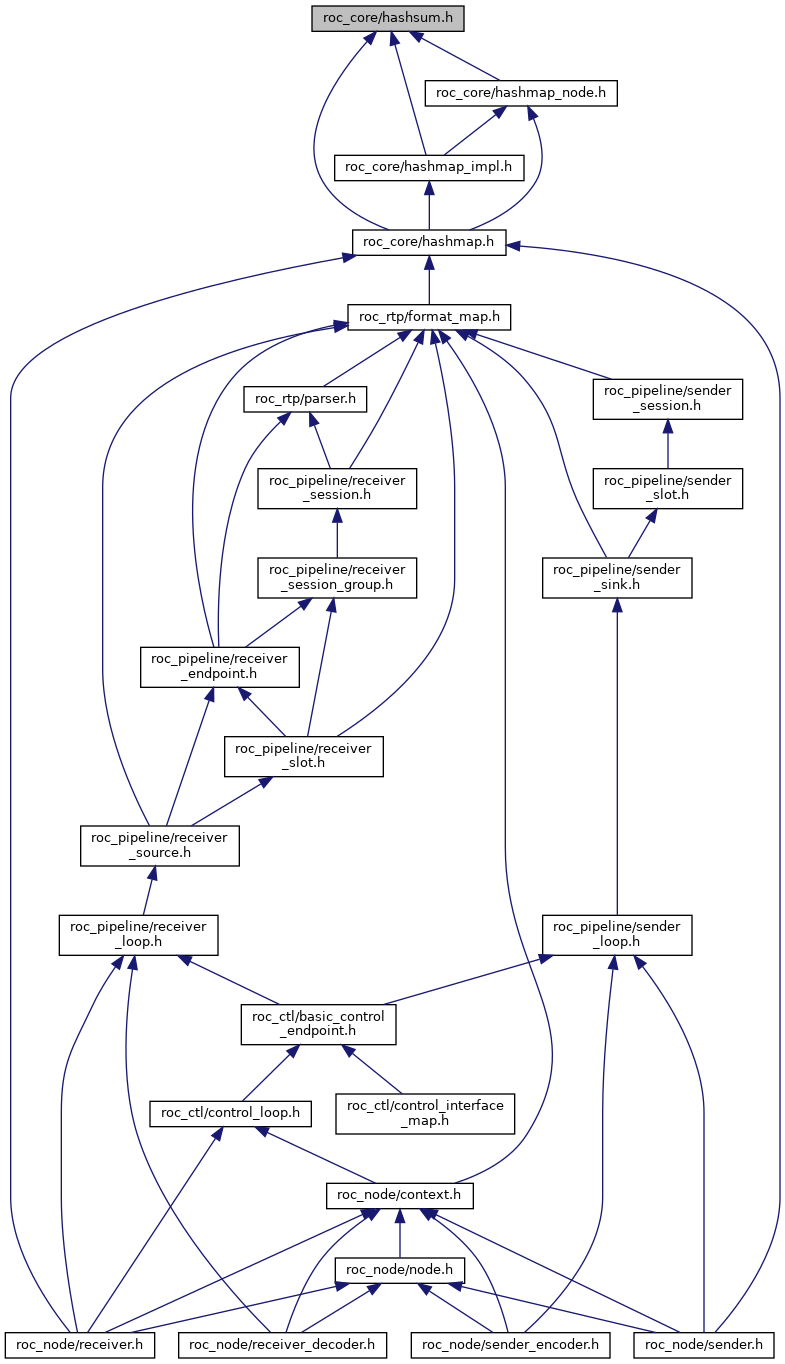 roc_core/hashsum.h
roc_core/hashmap_node.h
roc_core/hashmap_impl.h
roc_core/hashmap.h
roc_rtp/format_map.h
roc_rtp/parser.h
roc_pipeline/sender
_session.h
roc_pipeline/receiver
_session.h
roc_pipeline/sender
_slot.h
roc_pipeline/receiver
_session_group.h
roc_pipeline/sender
_sink.h
roc_pipeline/receiver
_endpoint.h
roc_pipeline/receiver
_slot.h
roc_pipeline/receiver
_source.h
roc_pipeline/receiver
_loop.h
roc_pipeline/sender
_loop.h
roc_ctl/basic_control
_endpoint.h
roc_ctl/control_loop.h
roc_ctl/control_interface
_map.h
roc_node/context.h
roc_node/node.h
roc_node/receiver.h
roc_node/receiver_decoder.h
roc_node/sender_encoder.h
roc_node/sender.h